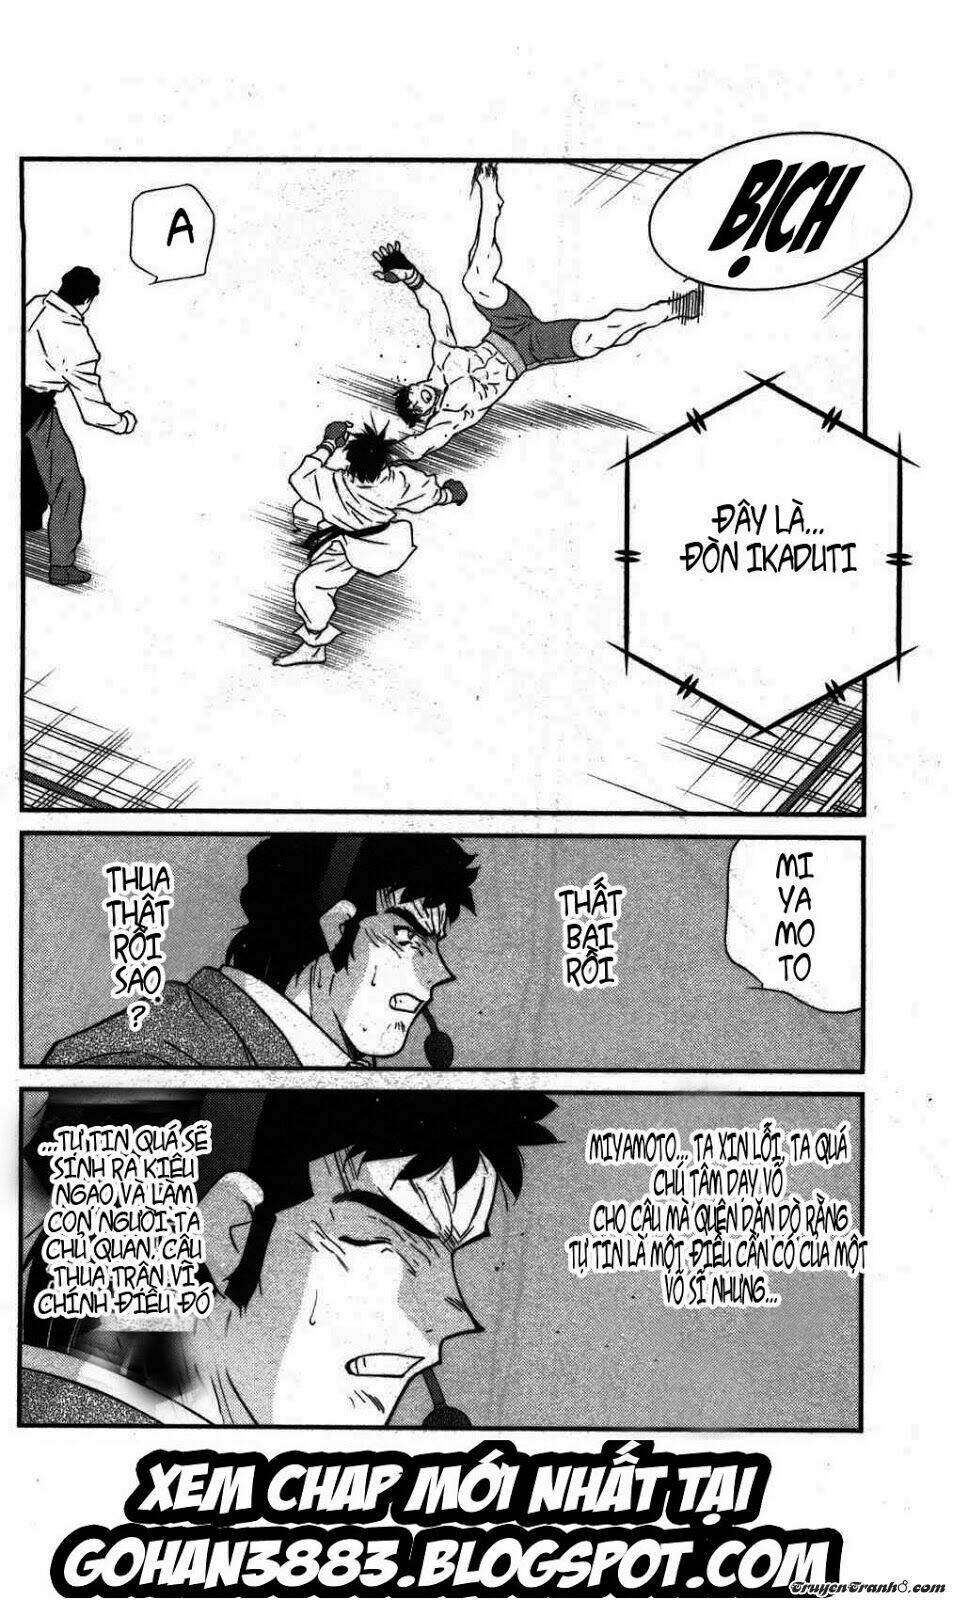 BỊCH
A
ĐÂY LÀ...
ĐÒN IKADUTI
MI
YA
MO
TO
THẤT
BẠI
RỒI
THUA
THẬT
RỒI
SAO
?
MIYAMOTO... TA XIN LỖI, TA QUÁ
CHÚ TÂM DẠY VÕ
CHO CẬU MÀ QUÊN DẶN DÒ RẰNG
TỰ TIN LÀ MỘT ĐIỀU CẦN CÓ CỦA MỘT
VÕ SĨ NHƯNG...
...TỰ TIN QUÁ SẼ
SINH RA KIÊU
NGẠO VÀ LÀM
CON NGƯỜI TA
CHỦ QUAN. CẬU
THUA TRẬN VÌ
CHÍNH ĐIỀU ĐÓ
XEM CHAP MỚI NHẤT TẠI
GOHAN3883.BLOGSPOT.COM
TruyenTranh8.com